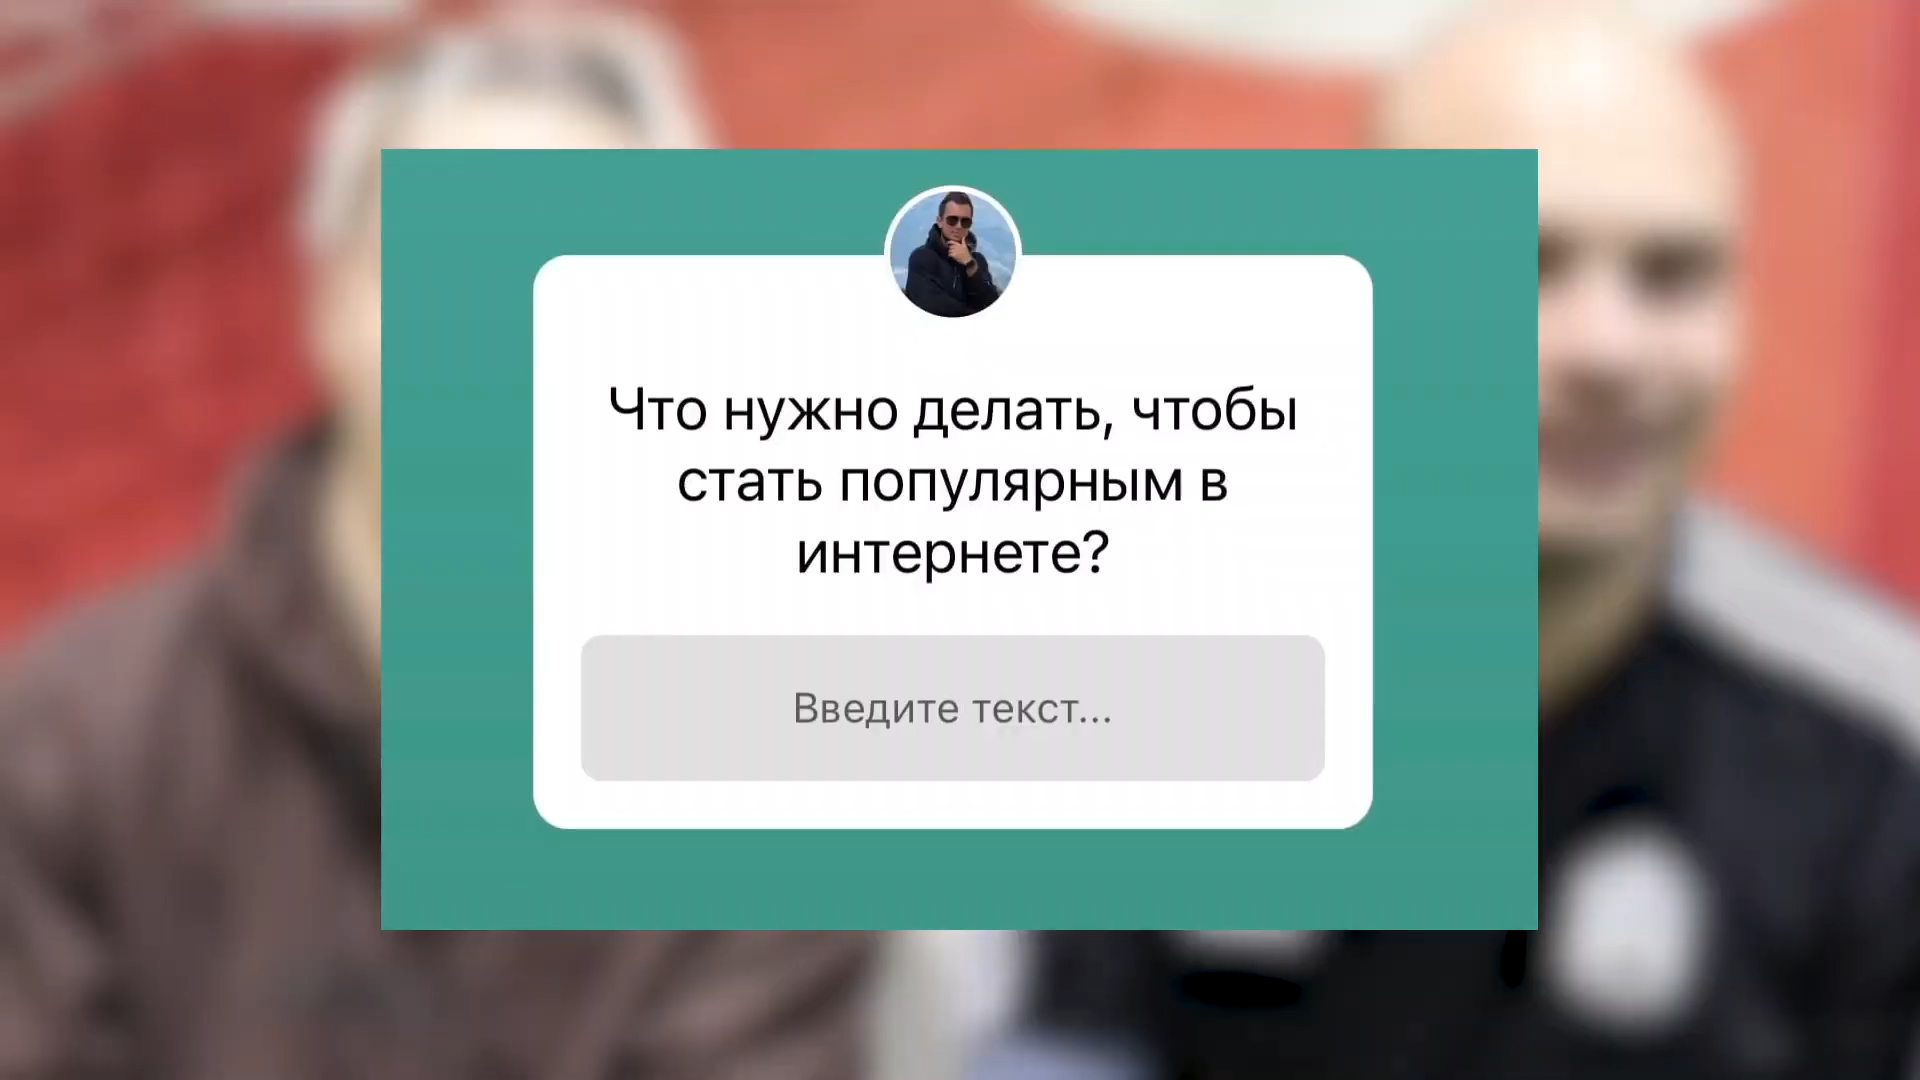 Что нужно делать, чтобы
стать популярным в
интернете?
Введите текст...